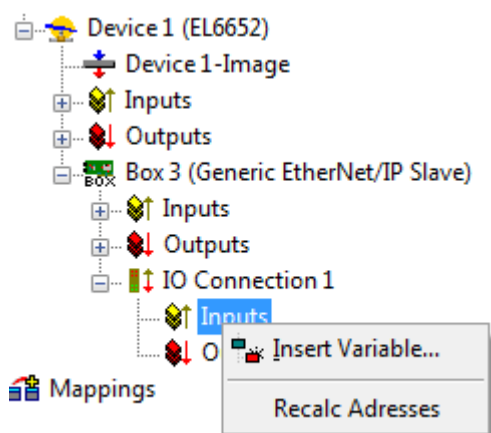 Device 1 (EL6652)
Device 1-Image
Inputs
Outputs
Box 3 (Generic EtherNet/IP Slave)
BOX
Inputs
Outputs
IO Connection 1
Inputs
O
Insert Variable...
Mappings
Recalc Adresses